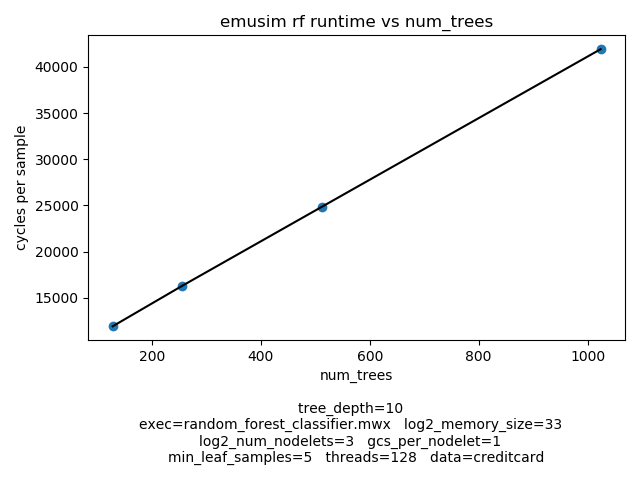 emusim rf runtime vs num_trees
cycles per sample
40000
35000
30000
25000
20000
15000
200 400 600 800 1000
num_trees
tree_depth=10
exec=random_forest_classifier.mwx log2_memory_size=33
log2_num_nodelets=3 gcs_per_nodelet=1
min_leaf_samples=5 threads=128 data=creditcard